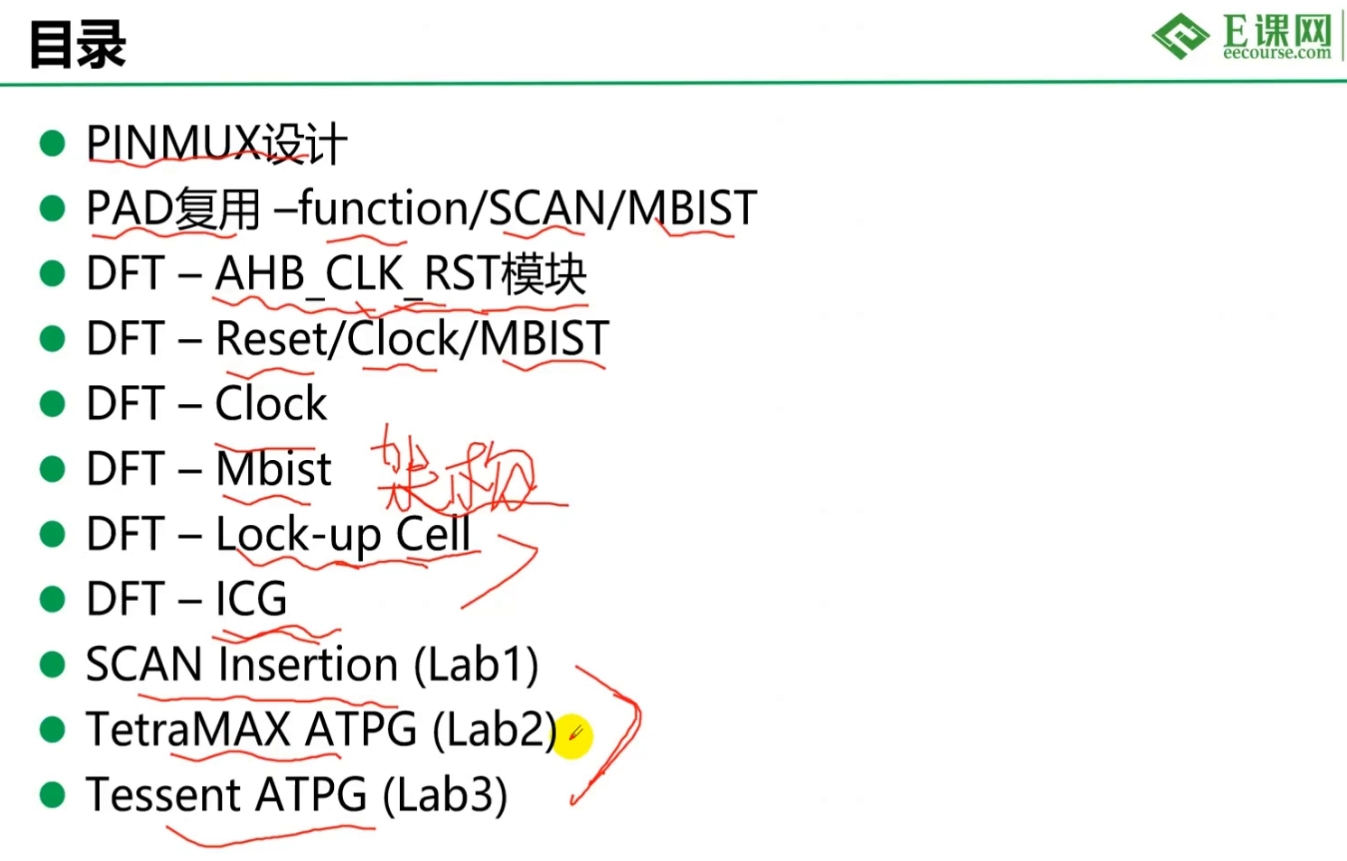 目录
E课网
eecourse.com
PINMUX设计
PAD复用 –function/SCAN/MBIST
DFT – AHB_CLK_RST模块
DFT – Reset/Clock/MBIST
DFT – Clock
DFT – Mbist 架构
DFT – Lock-up Cell
DFT – ICG
SCAN Insertion (Lab1)
TetraMAX ATPG (Lab2)
Tessent ATPG (Lab3)